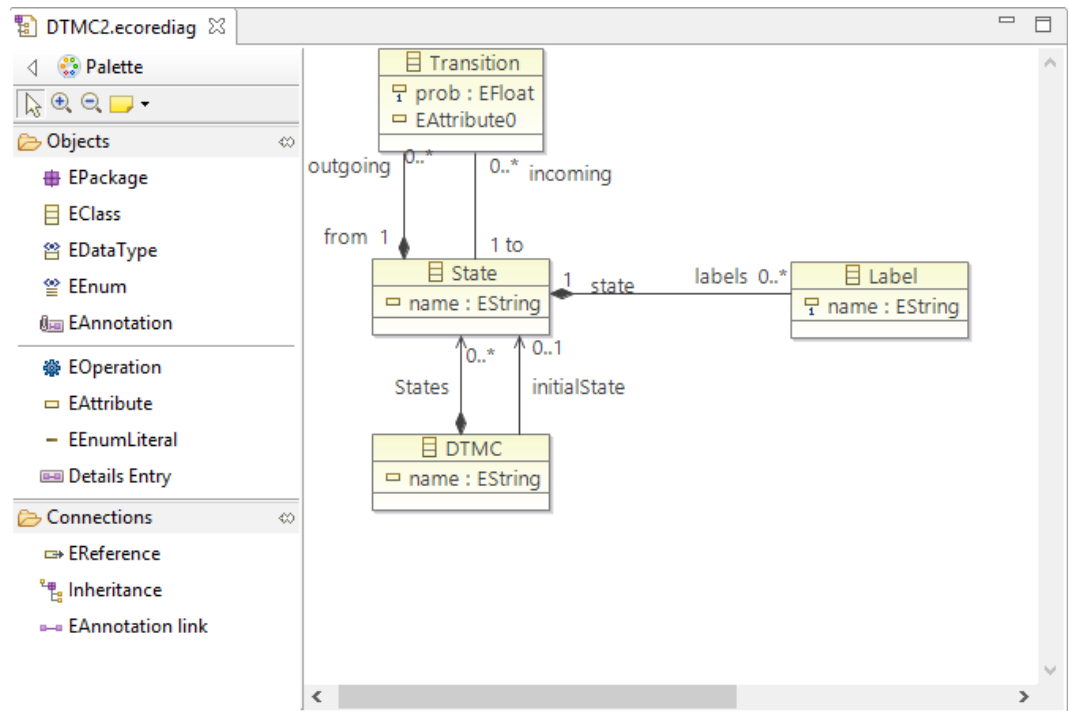 DTMC2.ecorediag
Palette
Objects
EPackage
EClass
EDataType
EEnum
EAnnotation
EOperation
EAttribute
EEnumLiteral
Details Entry
Connections
EReference
Inheritance
EAnnotation link
Transition
1 prob : EFloat
EAttribute0
outgoing 0..*
0..* incoming
from 1
1 to
State
name : EString
1 state
labels 0..*
Label
1 name : EString
0..*
0..1
States
initialState
DTMC
name : EString